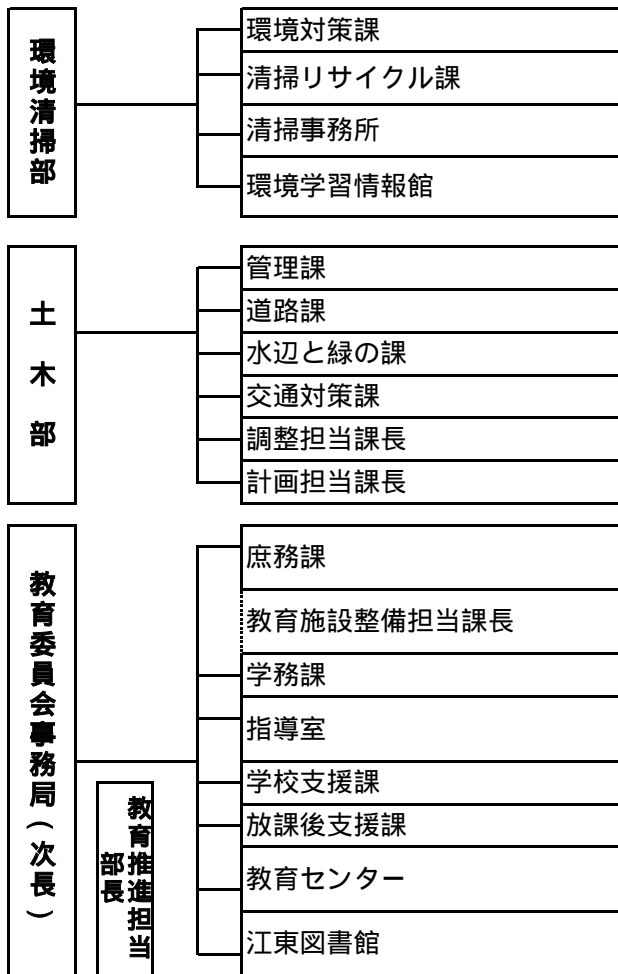 環境清掃部
環境対策課
清掃リサイクル課
清掃事務所
環境学習情報館
土木部
管理課
道路課
水辺と緑の課
交通対策課
調整担当課長
計画担当課長
教育委員会事務局(次長)
教育推進担当
部長
庶務課
教育施設整備担当課長
学務課
指導室
学校支援課
放課後支援課
教育センター
江東図書館